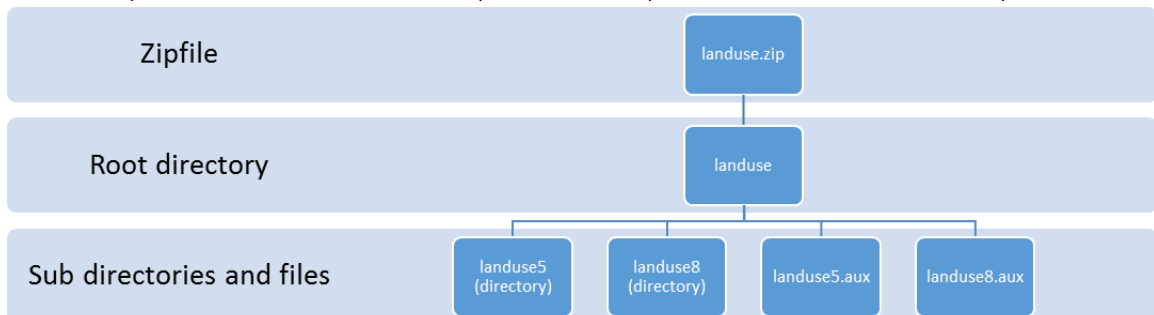 Zipfile
landuse.zip
Root directory
landuse
Sub directories and files
landuse5
(directory)
landuse8
(directory)
landuse5.aux
landuse8.aux